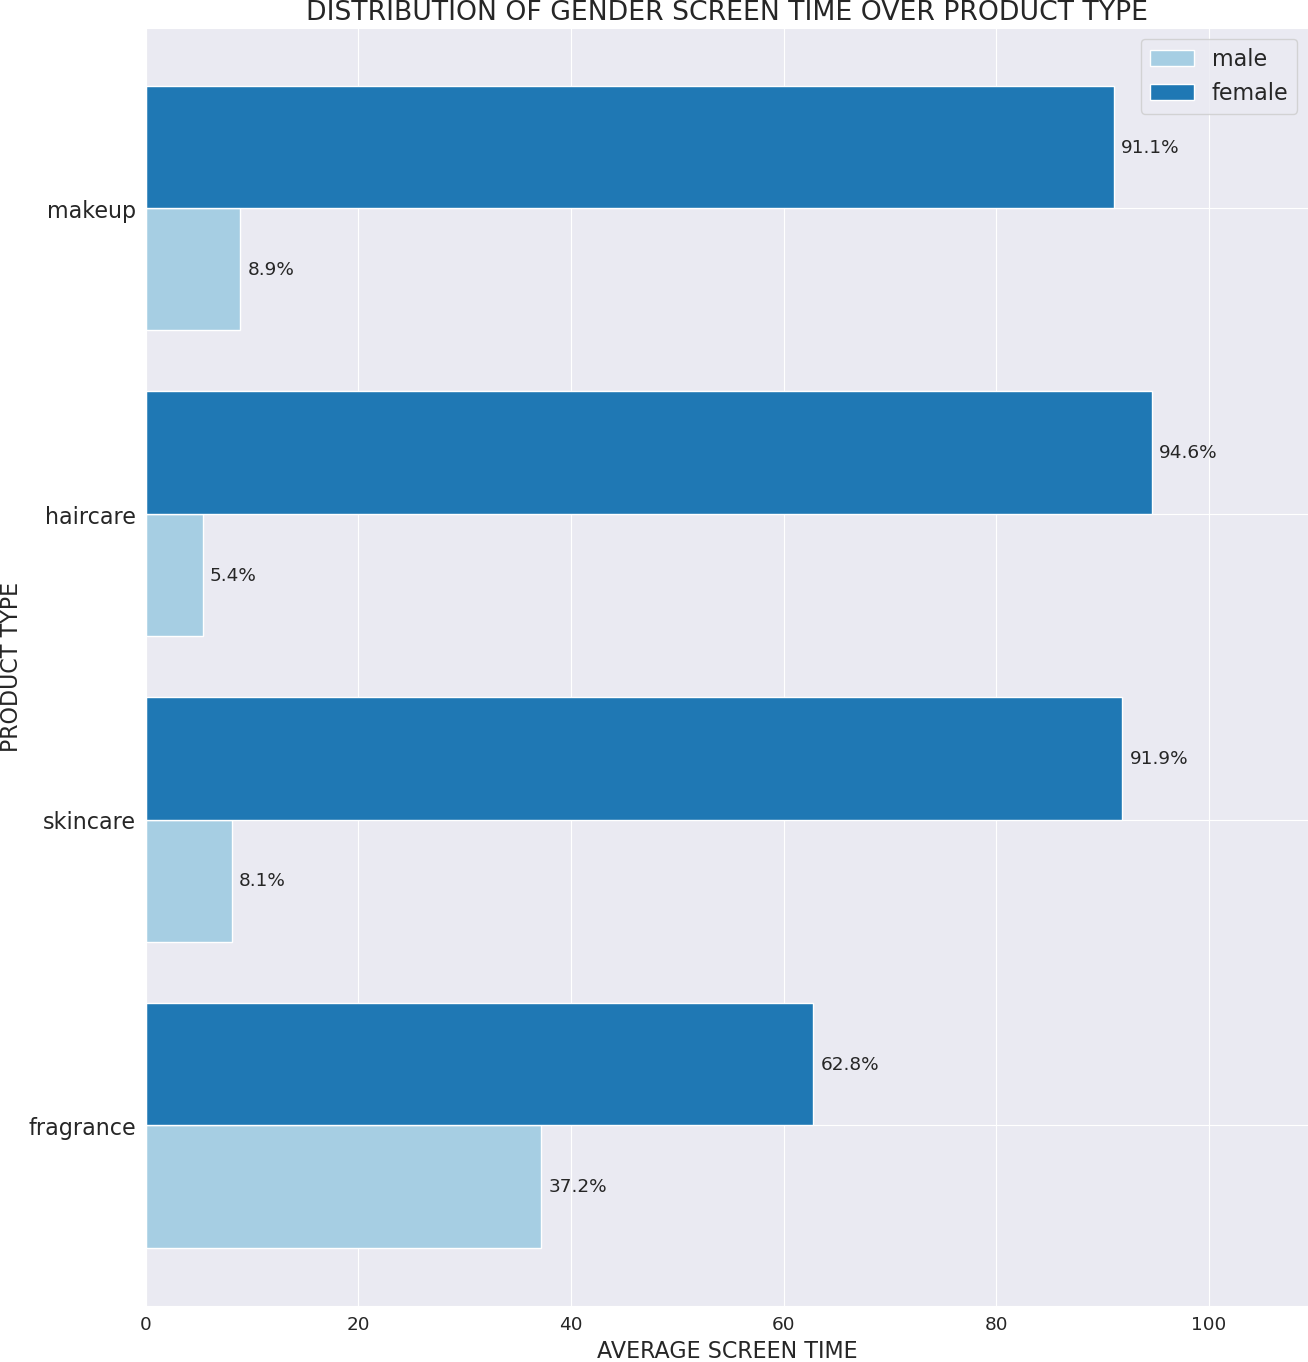 DISTRIBUTION OF GENDER SCREEN TIME OVER PRODUCT TYPE
male
female
91.1%
makeup
8.9%
94.6%
haircare
5.4%
PRODUCT TYPE
91.9%
skincare
8.1%
62.8%
fragrance
37.2%
0 20 40 60 80 100
AVERAGE SCREEN TIME